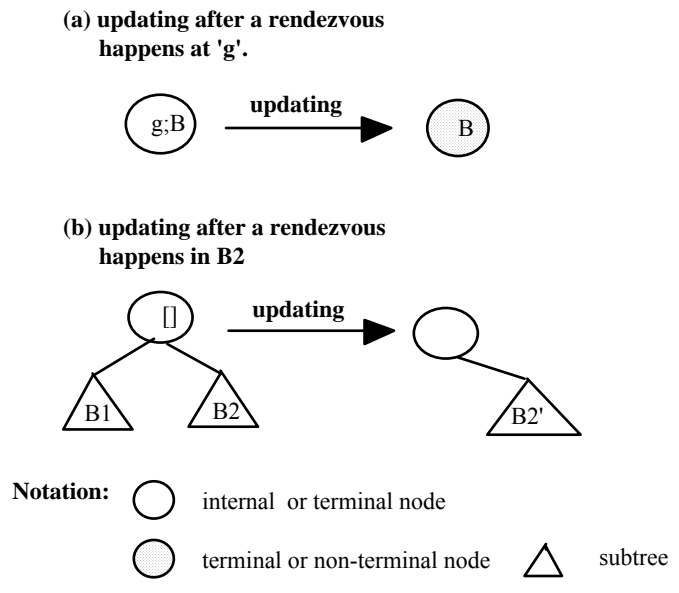 (a) updating after a rendezvous
happens at 'g'.
g;B
updating
B
(b) updating after a rendezvous
happens in B2
[]
updating
B1
B2
B2'
Notation:
internal or terminal node
terminal or non-terminal node
subtree